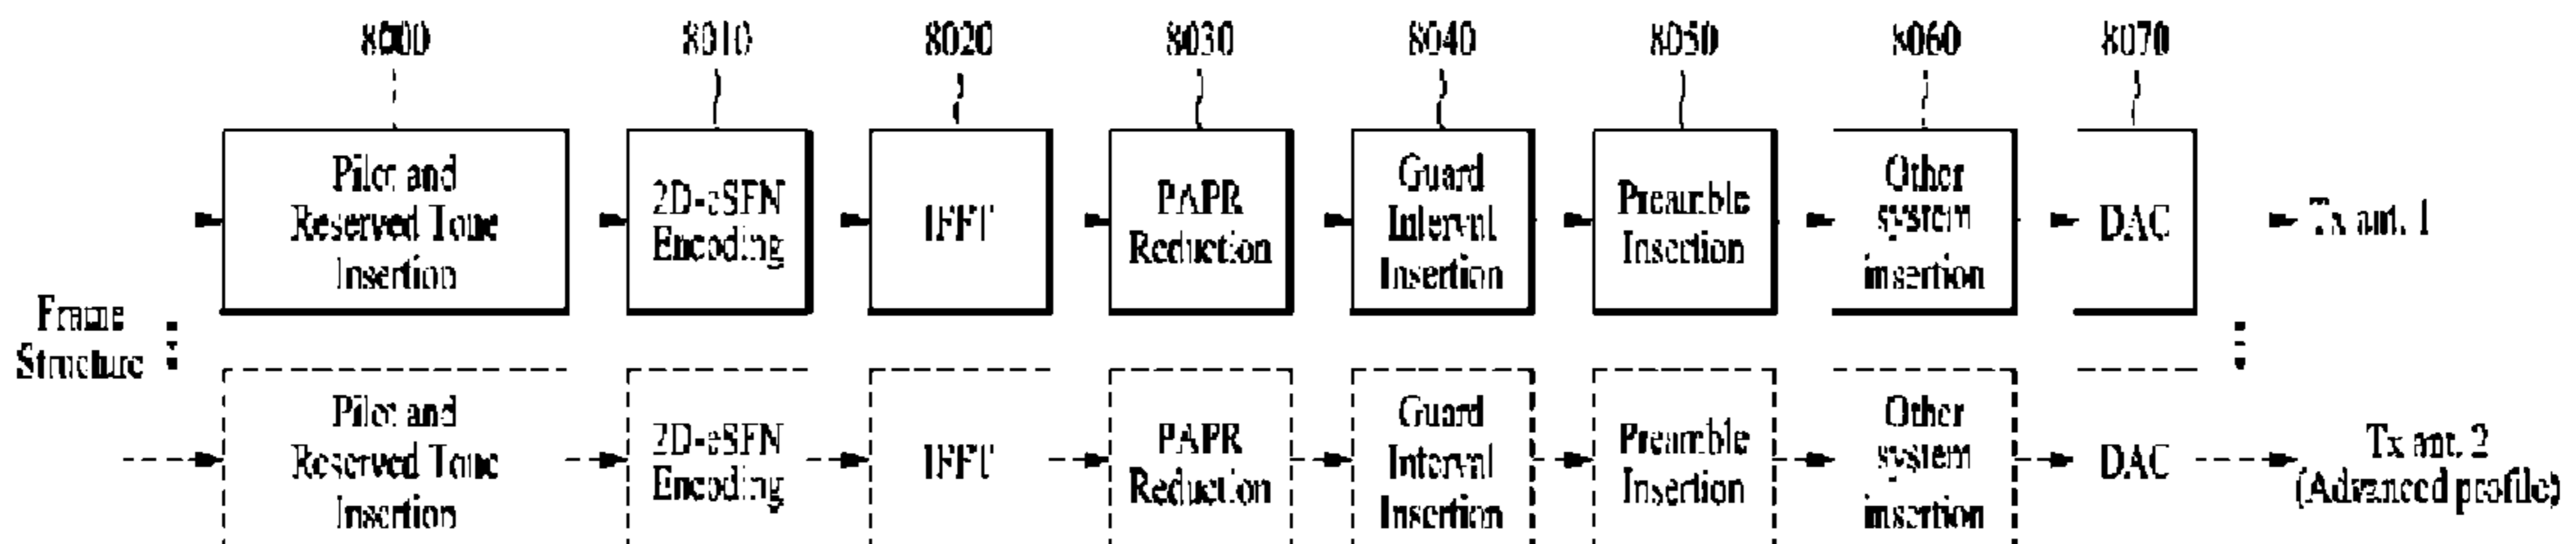 8000 8010 8020 8030 8040 8050 8060 8070
Pilot and
Reserved Tone
Insertion
2D-eSFN
Encoding
IFFT
PAPR
Reduction
Guard
Interval
Insertion
Preamble
Insertion
Other
system
insertion
DAC
Tx ant. 1
Frame
Structure
Pilot and
Reserved Tone
Insertion
2D-eSFN
Encoding
IFFT
PAPR
Reduction
Guard
Interval
Insertion
Preamble
Insertion
Other
system
insertion
DAC
Tx ant. 2
(Advanced profile)